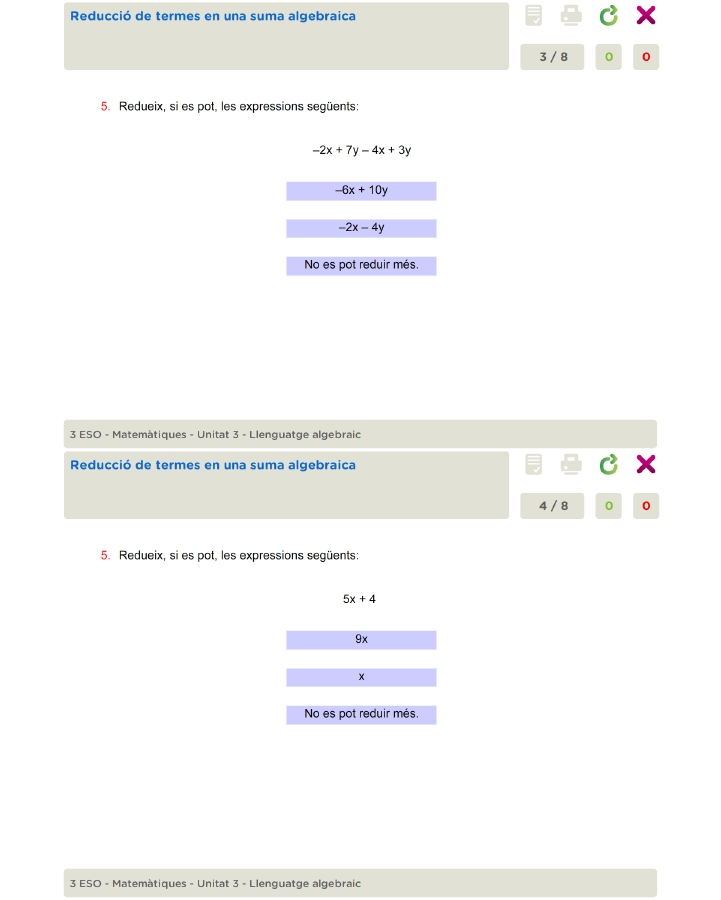 Reducció de termes en una suma algebraica
3 / 8
0
0
5. Redueix, si es pot, les expressions següents:
–2x + 7y – 4x + 3y
–6x + 10y
–2x – 4y
No es pot reduir més.
3 ESO - Matemàtiques - Unitat 3 - Llenguatge algebraic
Reducció de termes en una suma algebraica
4 / 8
0
0
5. Redueix, si es pot, les expressions següents:
5x + 4
9x
x
No es pot reduir més.
3 ESO - Matemàtiques - Unitat 3 - Llenguatge algebraic